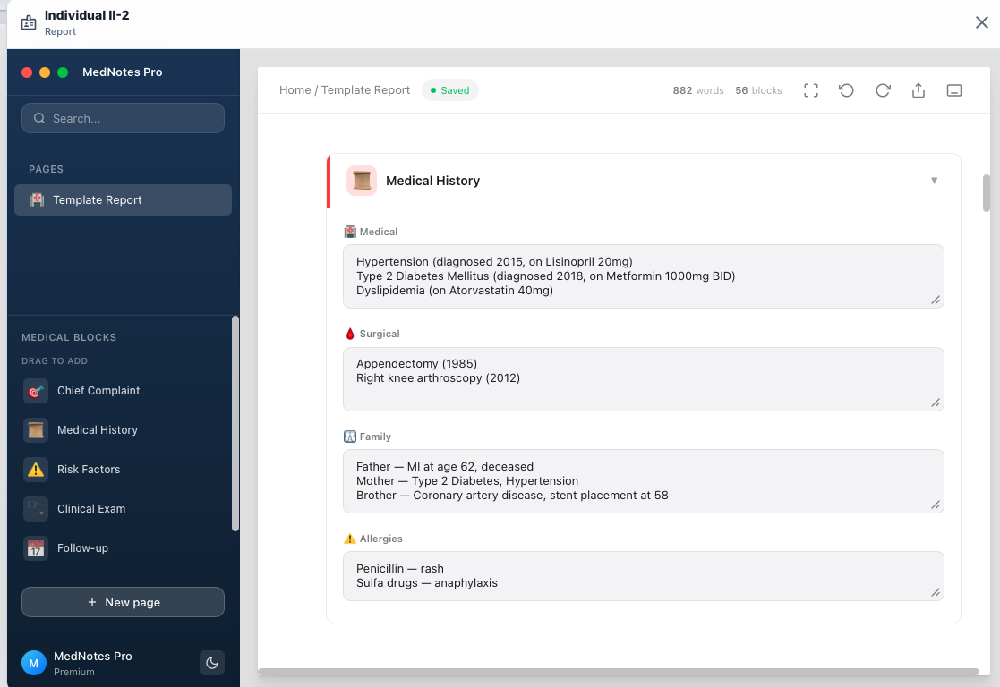 Individual II-2
Report
MedNotes Pro
Search...
PAGES
Template Report
MEDICAL BLOCKS
DRAG TO ADD
Chief Complaint
Medical History
Risk Factors
Clinical Exam
17
Follow-up
+ New page
M
MedNotes Pro
Premium
Home / Template Report
Saved
882 words 56 blocks
Medical History
Medical
Hypertension (diagnosed 2015, on Lisinopril 20mg)
Type 2 Diabetes Mellitus (diagnosed 2018, on Metformin 1000mg BID)
Dyslipidemia (on Atorvastatin 40mg)
Surgical
Appendectomy (1985)
Right knee arthroscopy (2012)
Family
Father — MI at age 62, deceased
Mother — Type 2 Diabetes, Hypertension
Brother — Coronary artery disease, stent placement at 58
Allergies
Penicillin — rash
Sulfa drugs — anaphylaxis